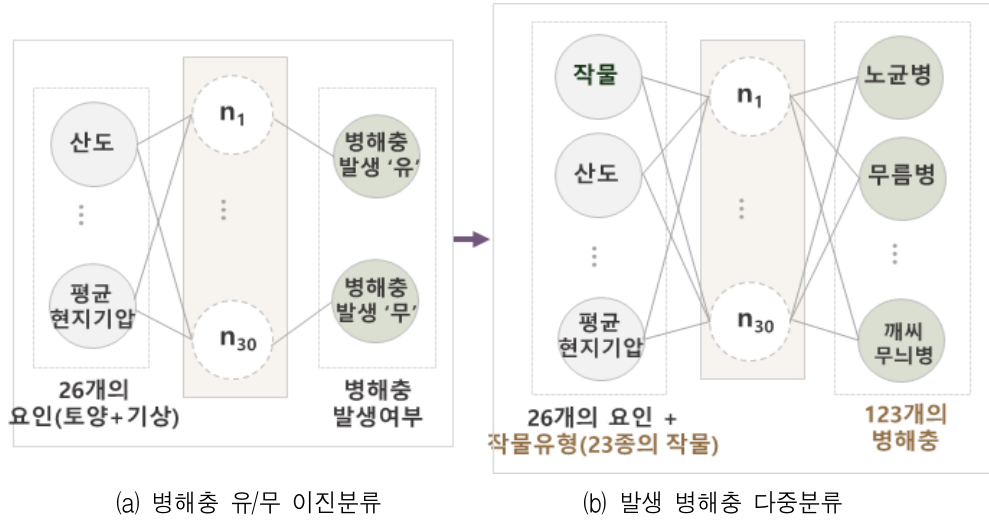 산도
⋮
평균
현지기압
n1
⋮
n30
병해충
발생 ‘유’
병해충
발생 ‘무’
26개의
요인(토양+기상)
병해충
발생여부
작물
산도
⋮
평균
현지기압
n1
⋮
n30
노균병
무름병
⋮
깨씨
무늬병
26개의 요인 +
작물유형(23종의 작물)
123개의
병해충
(a) 병해충 유/무 이진분류
(b) 발생 병해충 다중분류